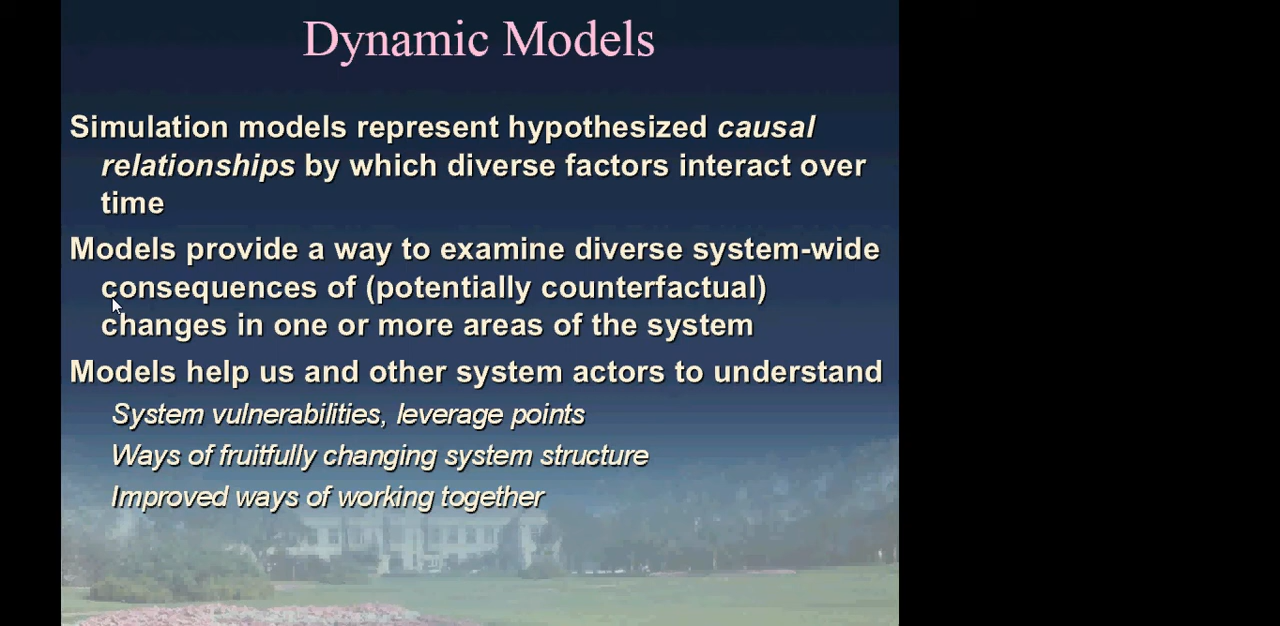 Dynamic Models
Simulation models represent hypothesized causal
relationships by which diverse factors interact over
time
Models provide a way to examine diverse system-wide
consequences of (potentially counterfactual)
changes in one or more areas of the system
Models help us and other system actors to understand
System vulnerabilities, leverage points
Ways of fruitfully changing system structure
Improved ways of working together